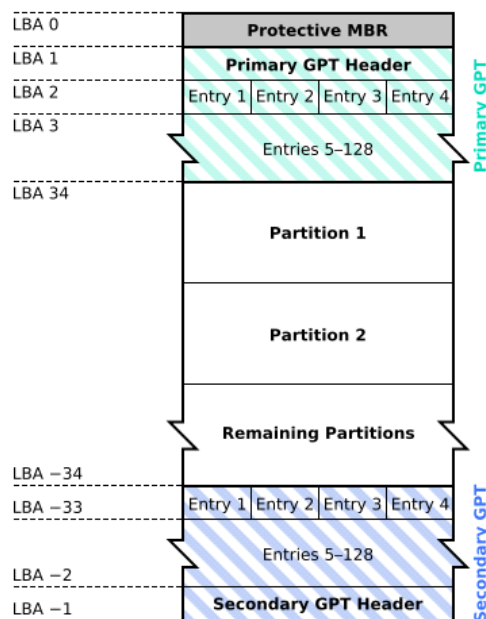 LBA 0
Protective MBR
LBA 1
Primary GPT Header
LBA 2
Entry 1 Entry 2 Entry 3 Entry 4
LBA 3
Entries 5–128
Primary GPT
LBA 34
Partition 1
Partition 2
Remaining Partitions
LBA −34
LBA −33
Entry 1 Entry 2 Entry 3 Entry 4
Entries 5–128
LBA −2
LBA −1
Secondary GPT Header
Secondary GPT